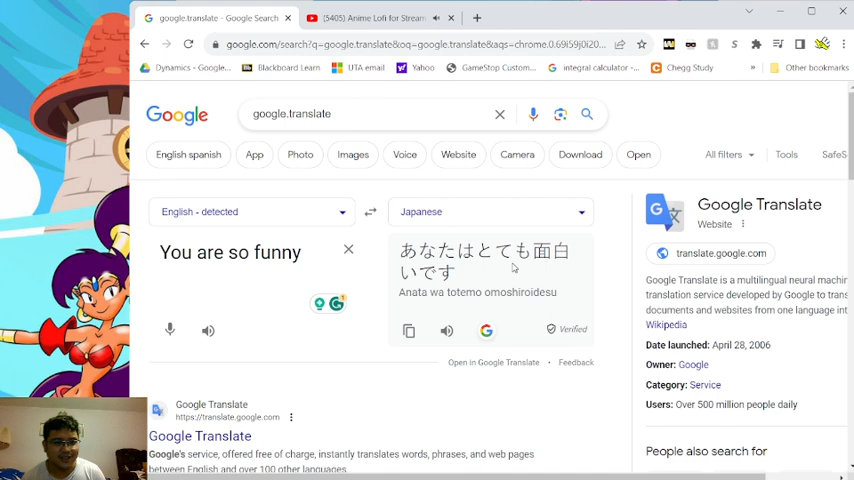 google.translate - Google Search
(5405) Anime Lofi for Stream
google.com/search?q=google.translate&oq=google.translate&aqs=chrome.0.69i59j0i20...
Dynamics - Google...
Blackboard Learn
UTA email
Yahoo
GameStop Custom...
integral calculator -...
Chegg Study
»
Other bookmarks
Google
google.translate
English spanish
App
Photo
Images
Voice
Website
Camera
Download
Open
All filters
Tools
SafeS
English - detected
Japanese
You are so funny
あなたはとても面白
いです
Anata wa totemo omoshiroidesu
Verified
Open in Google Translate • Feedback
Google Translate
https://translate.google.com
Google Translate
Google's service, offered free of charge, instantly translates words, phrases, and web pages
between English and over 100 other languages.
Google Translate
Website
translate.google.com
Google Translate is a multilingual neural machin
translation service developed by Google to trans
documents and websites from one language int
Wikipedia
Date launched: April 28, 2006
Owner: Google
Category: Service
Users: Over 500 million people daily
People also search for